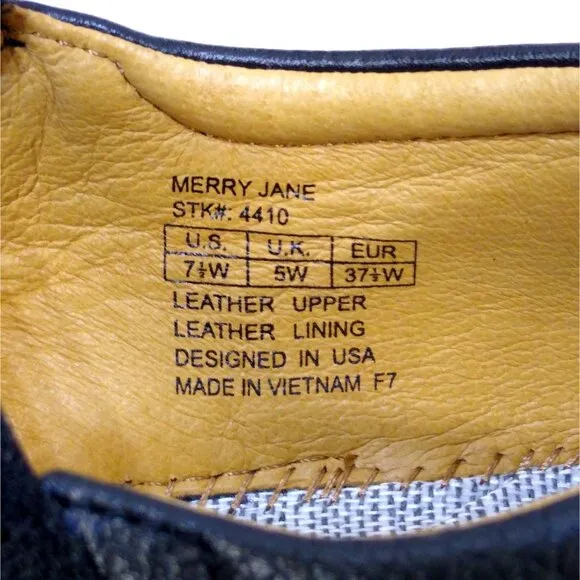 MERRY JANE
STK#: 4410
U.S. U.K. EUR
7½W 5W 37½W
LEATHER UPPER
LEATHER LINING
DESIGNED IN USA
MADE IN VIETNAM F7